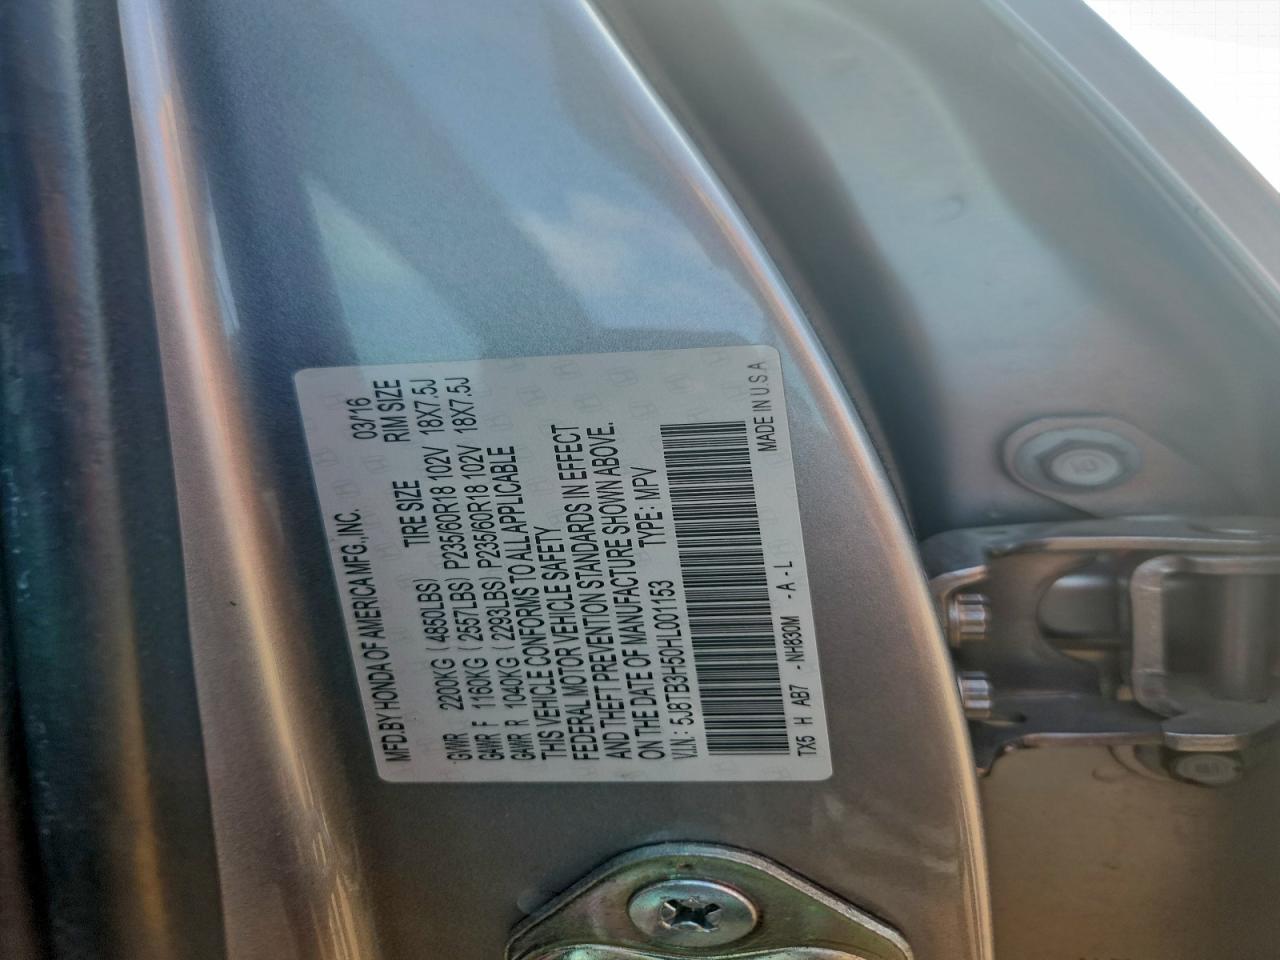 MFD. BY HONDA OF AMERICA MFG., INC. 03/16
TIRE SIZE RIM SIZE
GVWR 2200KG ( 4850LBS)
GAWR F 1160KG ( 2557LBS) P235/60R18 102V 18X7.5J
GAWR R 1040KG ( 2293LBS) P235/60R18 102V 18X7.5J
THIS VEHICLE CONFORMS TO ALL APPLICABLE
FEDERAL MOTOR VEHICLE SAFETY
AND THEFT PREVENTION STANDARDS IN EFFECT
ON THE DATE OF MANUFACTURE SHOWN ABOVE.
V.I.N : 5J8TB3H50HL001153 TYPE: MPV
TX5 H AB7 -NH830M -A - L MADE IN U.S.A